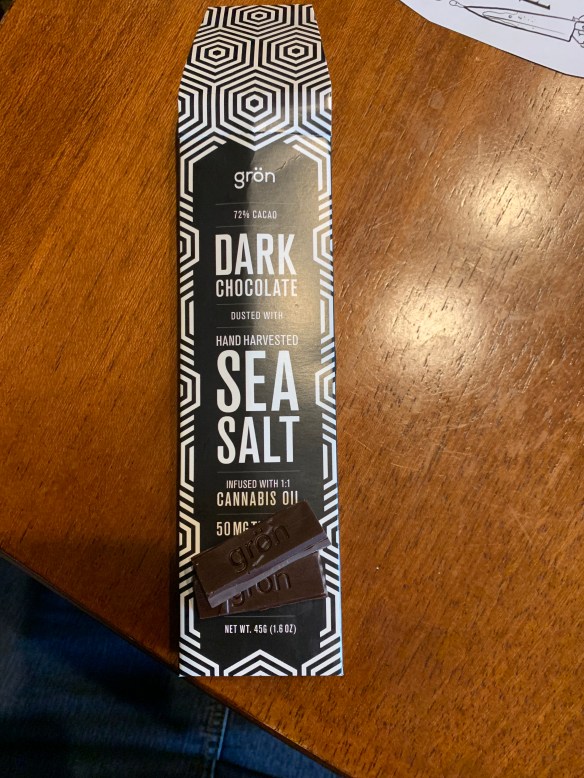 grön
72% CACAO
DARK
CHOCOLATE
DUSTED WITH
HAND HARVESTED
SEA
SALT
INFUSED WITH 1:1
CANNABIS OIL
50MG
grön
grön
NET WT. 45G (1.6 OZ)